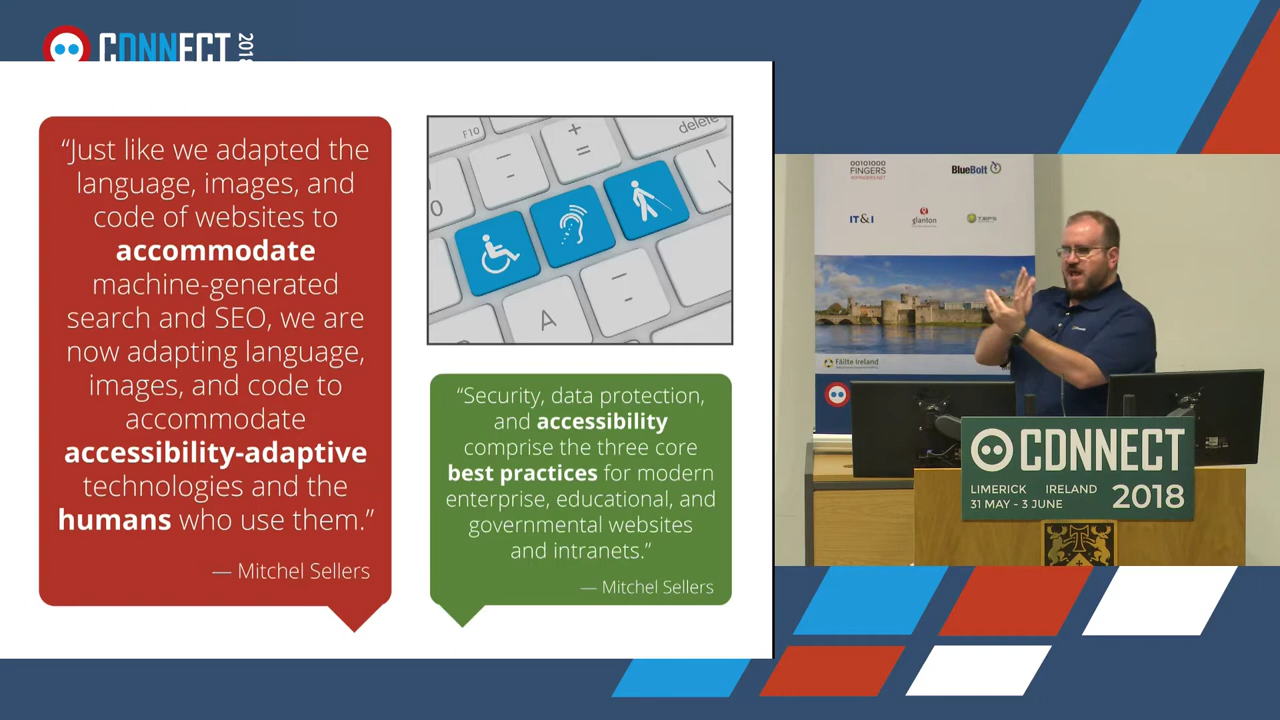 CONNECT 2018
“Just like we adapted the
language, images, and
code of websites to
accommodate
machine-generated
search and SEO, we are
now adapting language,
images, and code to
accommodate
accessibility-adaptive
technologies and the
humans who use them.”
— Mitchel Sellers
F10
delete
+
=
A
“Security, data protection,
and accessibility
comprise the three core
best practices for modern
enterprise, educational, and
governmental websites
and intranets.”
— Mitchel Sellers
00101000
FINGERS
BlueBolt
IT&I
glanton
Fáilte Ireland
CONNECT
LIMERICK IRELAND
31 MAY - 3 JUNE
2018